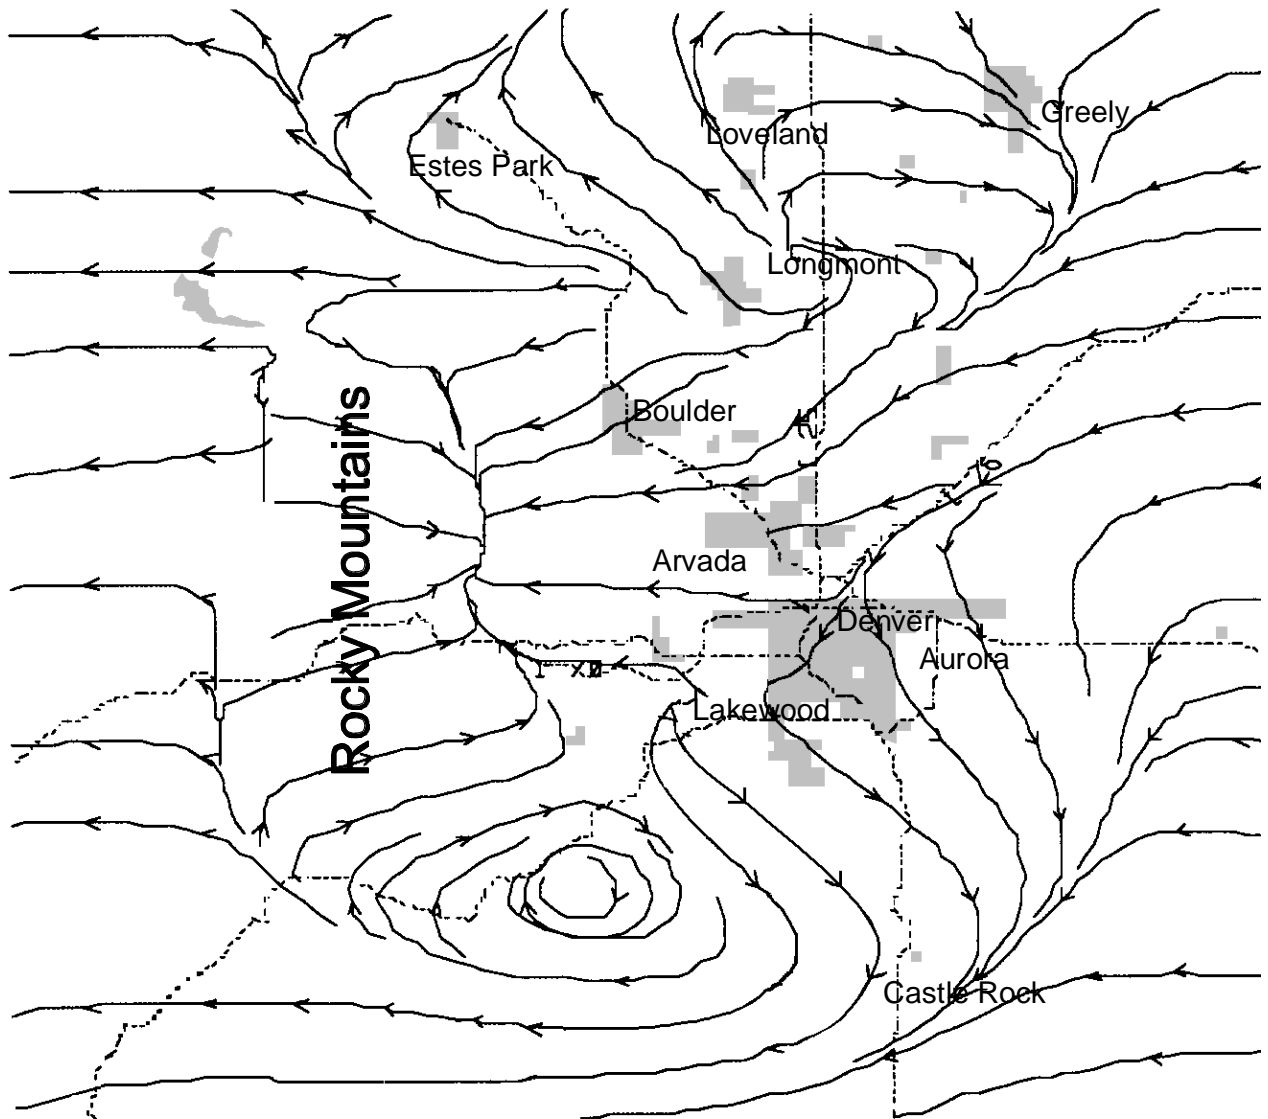 Greely
Loveland
Estes Park
Longmont
Boulder
Rocky Mountains
Arvada
Denver
Aurora
Lakewood
Castle Rock